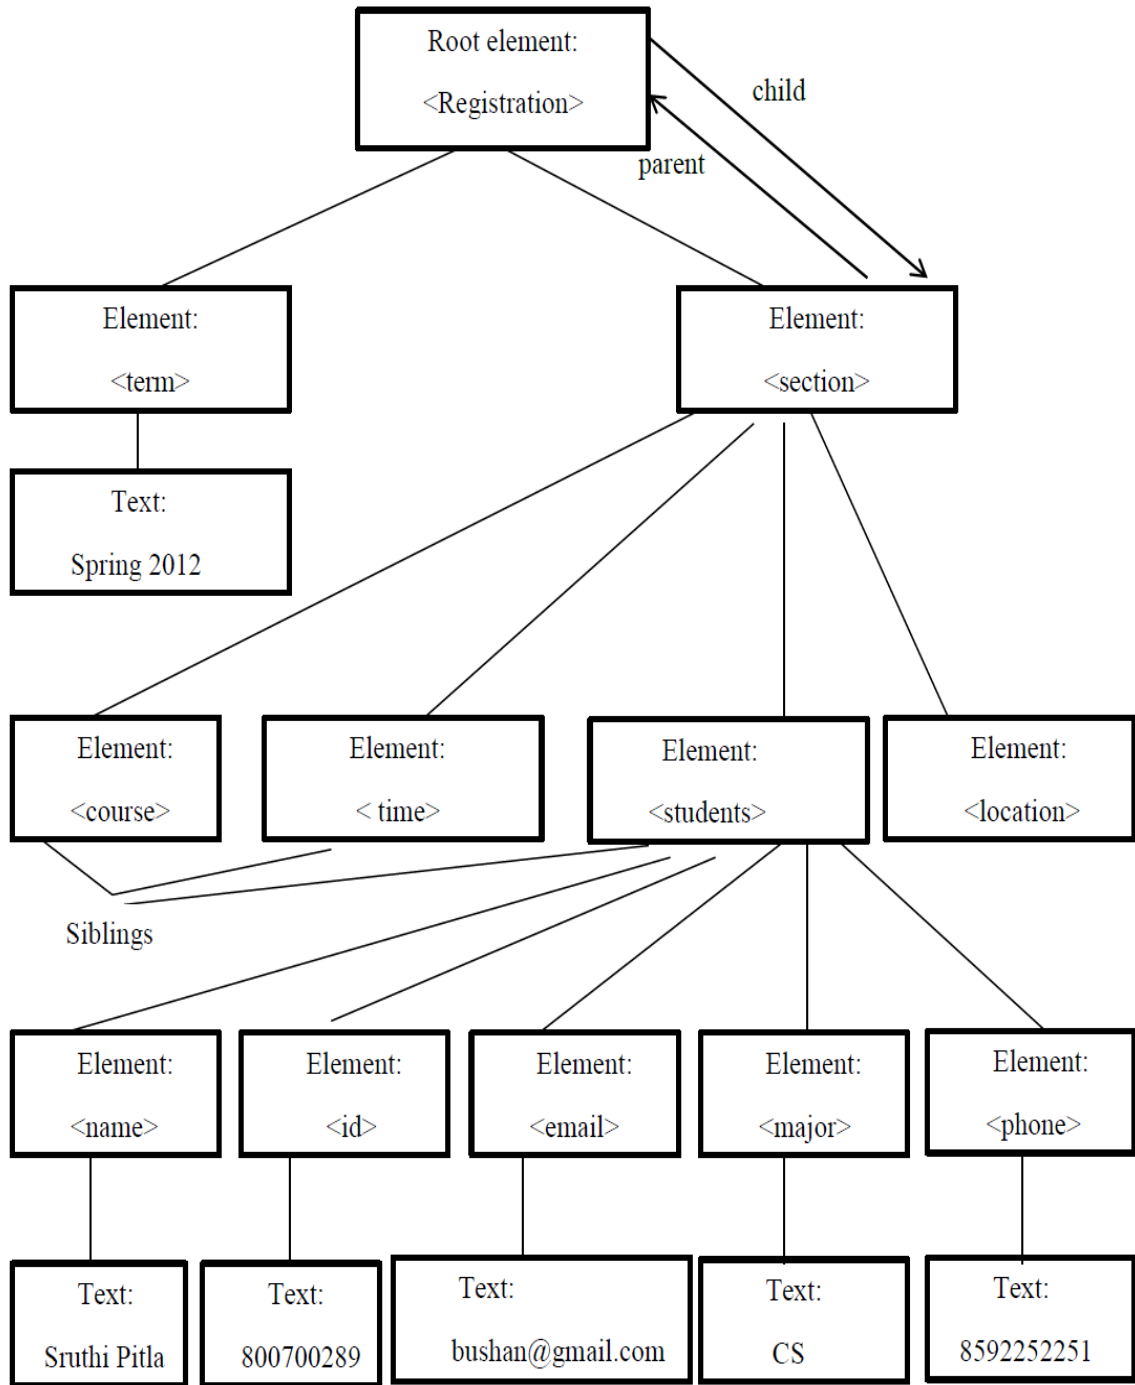 Root element:
<Registration>
child
parent
Element:
<term>
Element:
<section>
Text:
Spring 2012
Element:
<course>
Element:
< time>
Element:
<students>
Element:
<location>
Siblings
Element:
<name>
Element:
<id>
Element:
<email>
Element:
<major>
Element:
<phone>
Text:
Sruthi Pitla
Text:
800700289
Text:
bushan@gmail.com
Text:
CS
Text:
8592252251